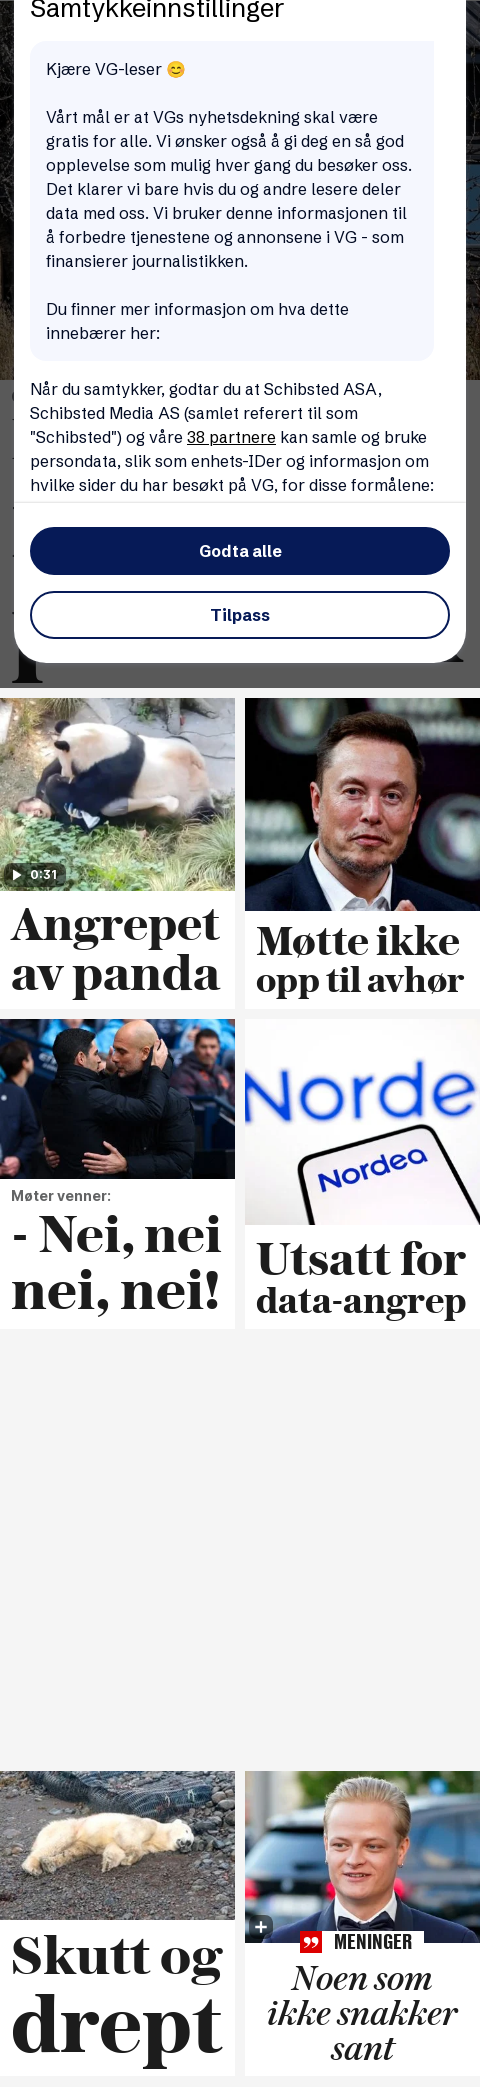 Samtykkeinnstillinger
Kjære VG-leser 😊
Vårt mål er at VGs nyhetsdekning skal være
gratis for alle. Vi ønsker også å gi deg en så god
opplevelse som mulig hver gang du besøker oss.
Det klarer vi bare hvis du og andre lesere deler
data med oss. Vi bruker denne informasjonen til
å forbedre tjenestene og annonsene i VG - som
finansierer journalistikken.
Du finner mer informasjon om hva dette
innebærer her:
Når du samtykker, godtar du at Schibsted ASA,
Schibsted Media AS (samlet referert til som
"Schibsted") og våre 38 partnere kan samle og bruke
persondata, slik som enhets-IDer og informasjon om
hvilke sider du har besøkt på VG, for disse formålene:
Godta alle
Tilpass
0:31
Angrepet
av panda
Møtte ikke
opp til avhør
Møter venner:
- Nei, nei
nei, nei!
Norde
Nordea
Utsatt for
data-angrep
Skutt og
drept
MENINGER
Noen som
ikke snakker
sant